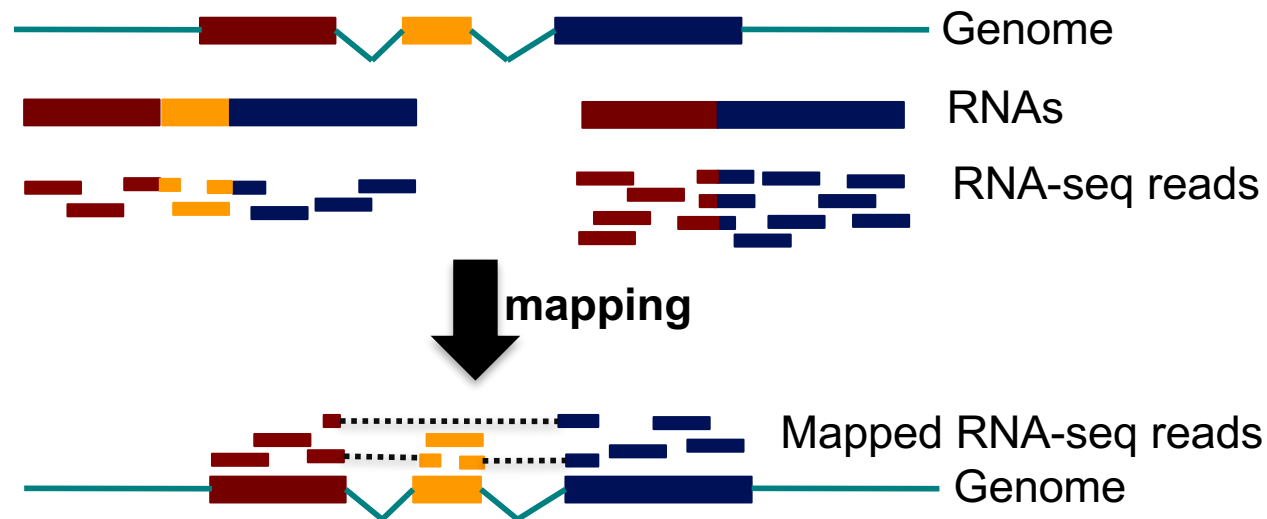 Genome
RNAs
RNA-seq reads
mapping
Mapped RNA-seq reads
Genome